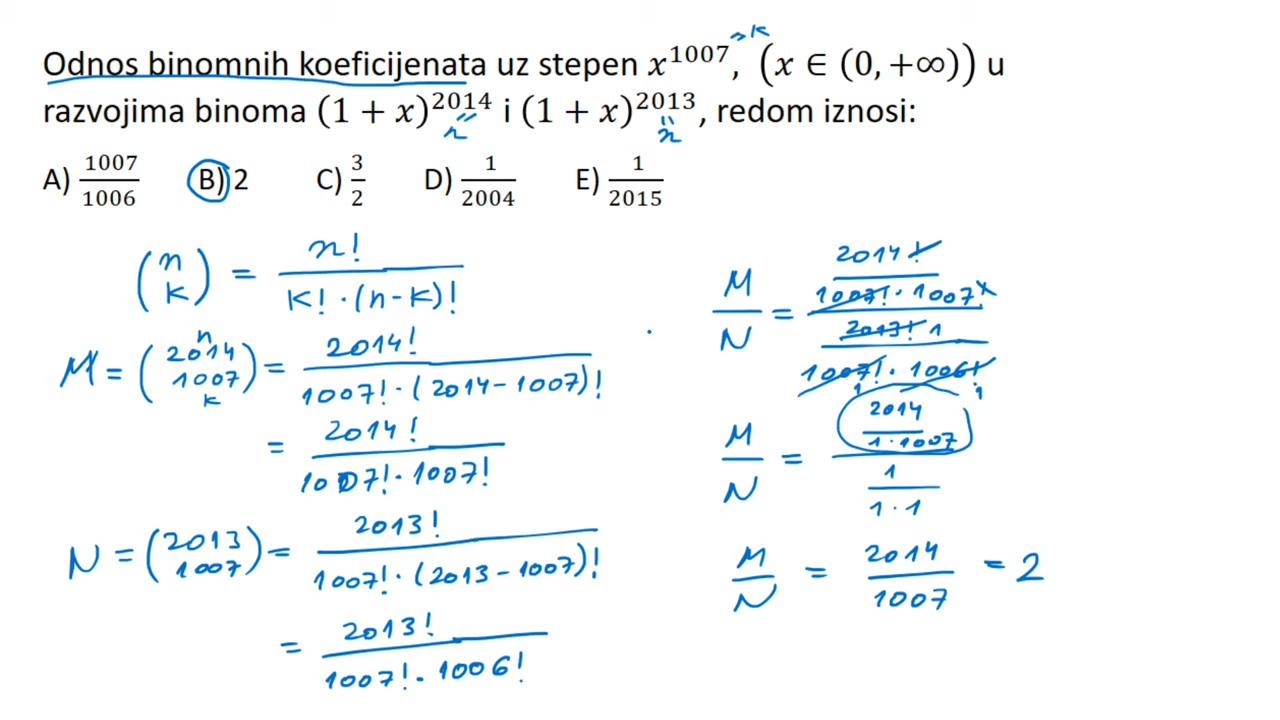 Odnos binomnih koeficijenata uz stepen x^1007, (x ∈ (0, +∞)) u
→ k
razvojima binoma (1 + x)^2014 i (1 + x)^2013, redom iznosi:
n
n
A) 1007/1006 B) 2 C) 3/2 D) 1/2004 E) 1/2015
(n k) = n! / (k! · (n-k)!)
M = (2014 1007) = 2014! / (1007! · (2014 - 1007)!)
n
k
= 2014! / (1007! · 1007!)
N = (2013 1007) = 2013! / (1007! · (2013 - 1007)!)
= 2013! / (1007! · 1006!)
M/N = (2014! / (1007! · 1007!)) / (2013! 1 / (1007! · 1006!))
1 1
M/N = (2014 / (1 · 1007)) / (1 / (1 · 1))
M/N = 2014/1007 = 2